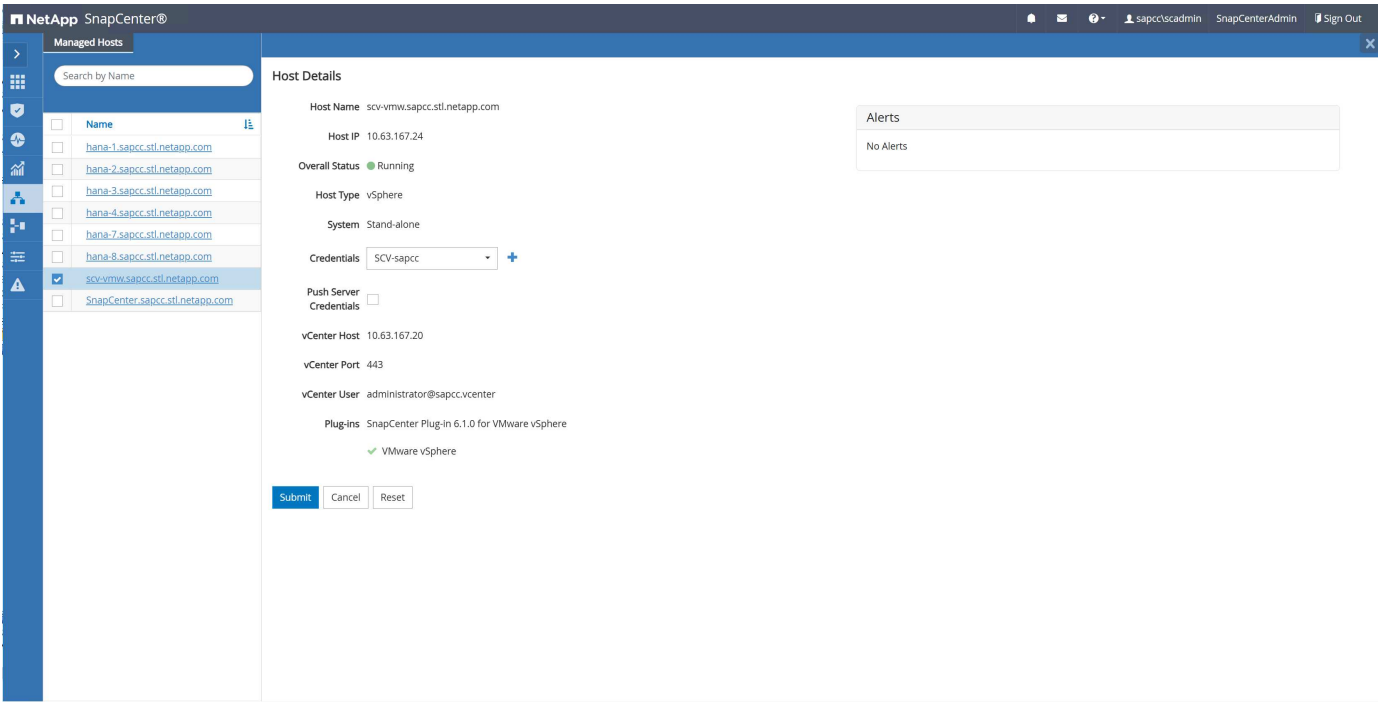 NetApp SnapCenter®
sapcc\scadmin SnapCenterAdmin Sign Out
Managed Hosts
Search by Name
Name
hana-1.sapcc.stl.netapp.com
hana-2.sapcc.stl.netapp.com
hana-3.sapcc.stl.netapp.com
hana-4.sapcc.stl.netapp.com
hana-7.sapcc.stl.netapp.com
hana-8.sapcc.stl.netapp.com
scv-vmw.sapcc.stl.netapp.com
SnapCenter.sapcc.stl.netapp.com
Host Details
Host Name scv-vmw.sapcc.stl.netapp.com
Host IP 10.63.167.24
Overall Status Running
Host Type vSphere
System Stand-alone
Credentials SCV-sapcc
Push Server
Credentials
vCenter Host 10.63.167.20
vCenter Port 443
vCenter User administrator@sapcc.vcenter
Plug-ins SnapCenter Plug-in 6.1.0 for VMware vSphere
VMware vSphere
Submit Cancel Reset
Alerts
No Alerts